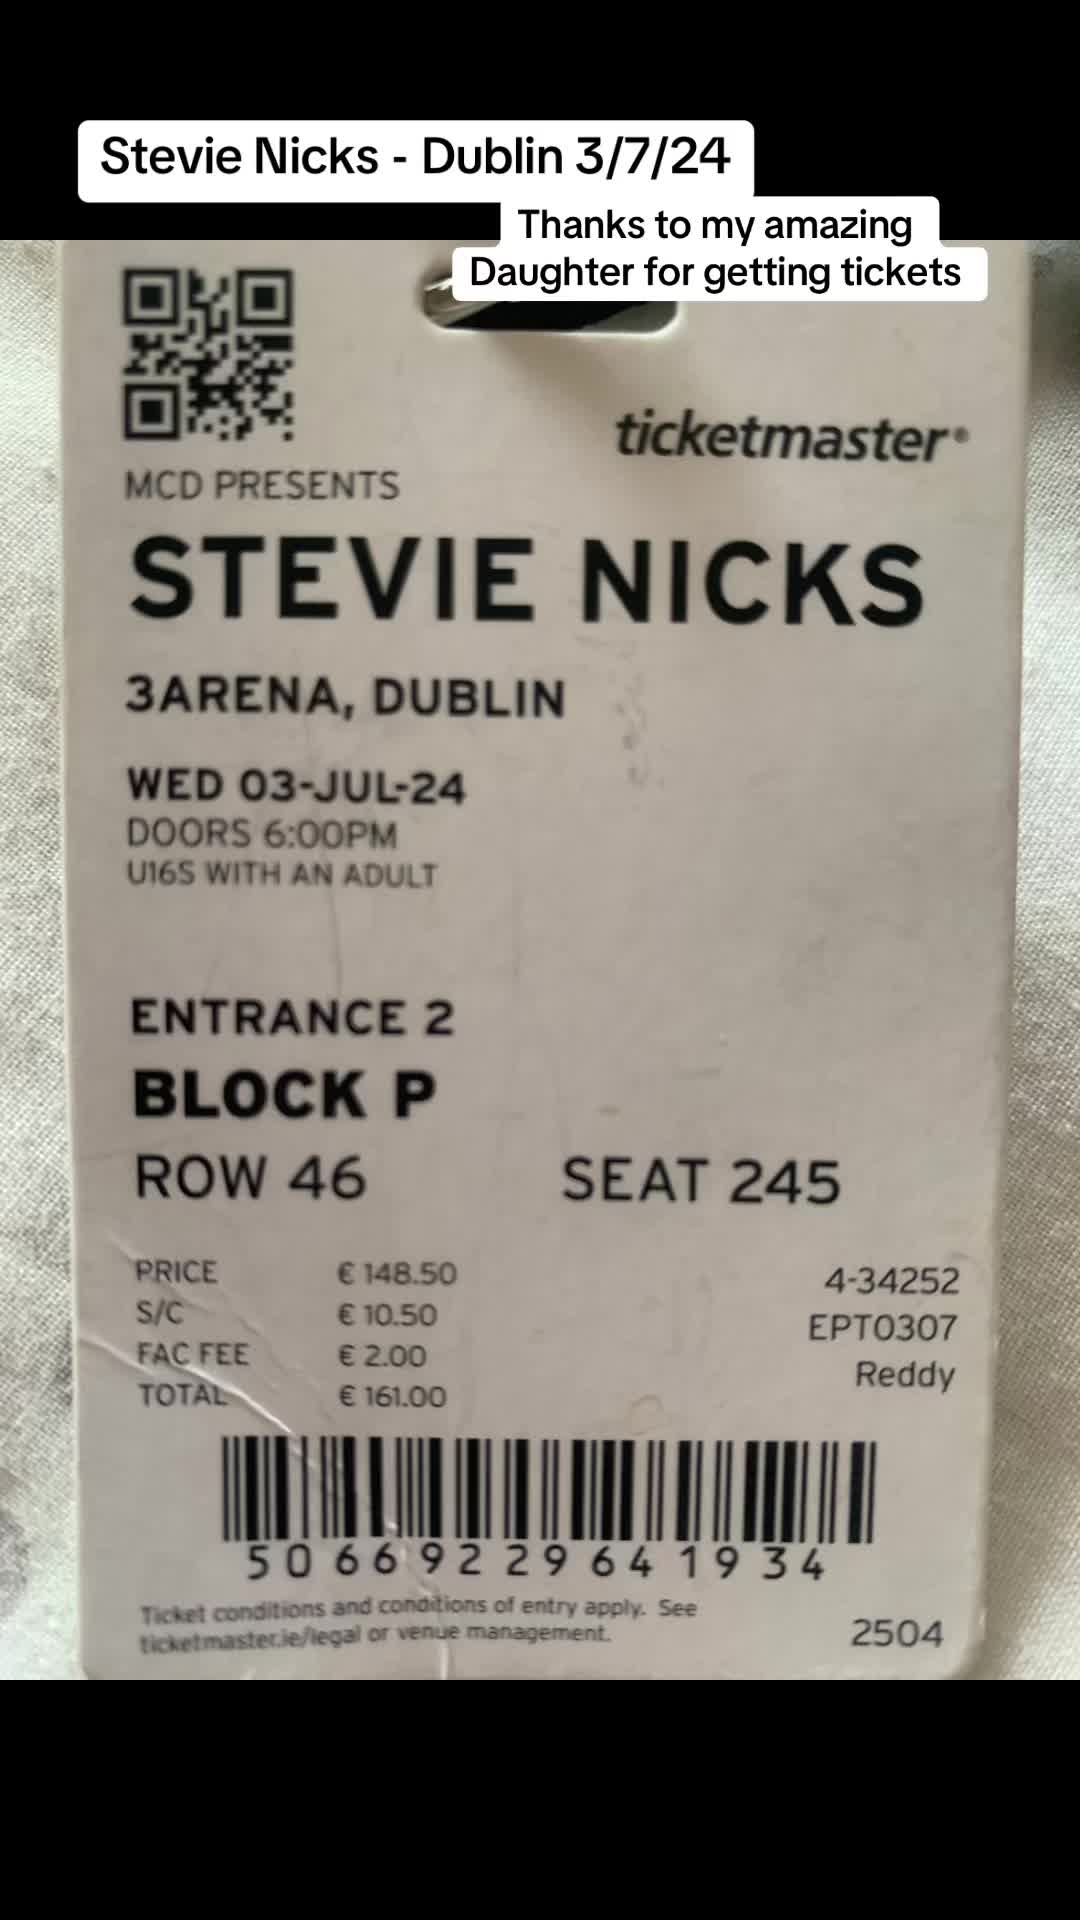 Stevie Nicks - Dublin 3/7/24
Thanks to my amazing
Daughter for getting tickets
ticketmaster®
MCD PRESENTS
STEVIE NICKS
3ARENA, DUBLIN
WED 03-JUL-24
DOORS 6:00PM
U16S WITH AN ADULT
ENTRANCE 2
BLOCK P
ROW 46 SEAT 245
PRICE € 148.50 4-34252
S/C € 10.50 EPT0307
FAC FEE € 2.00 Reddy
TOTAL € 161.00
50669229641934
Ticket conditions and conditions of entry apply. See
ticketmaster.ie/legal or venue management.
2504